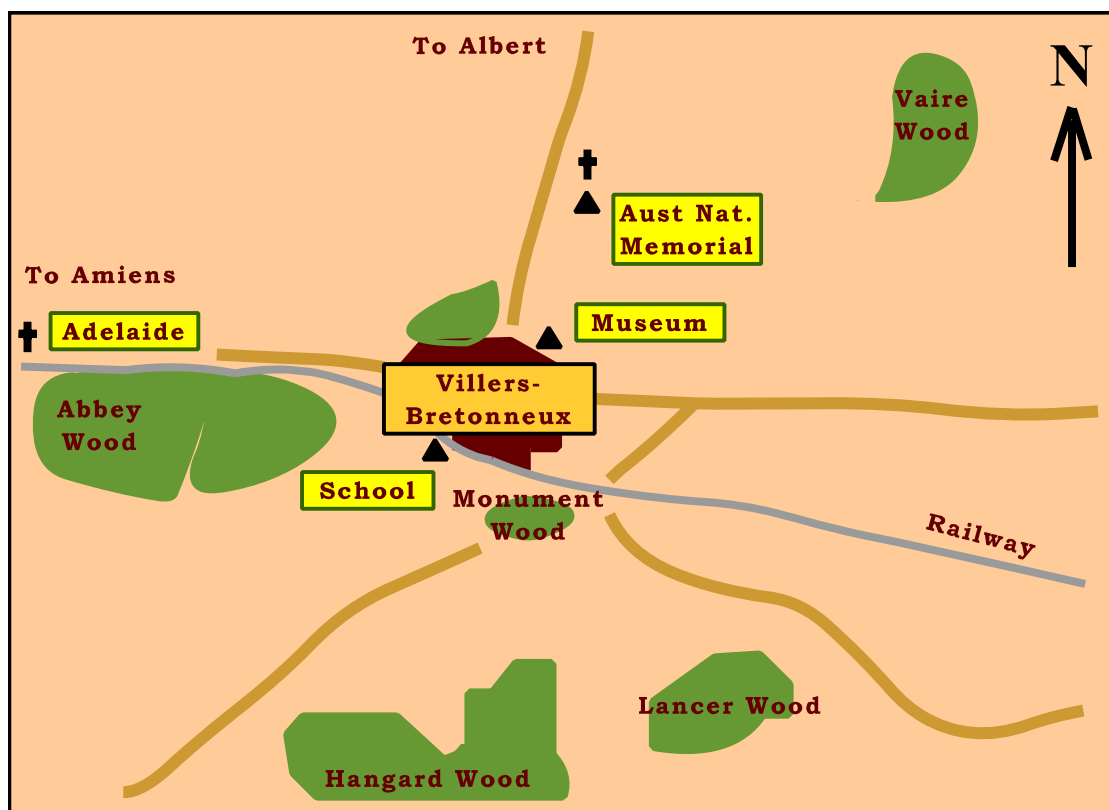 To Albert
N
Vaire
Wood
Aust Nat.
Memorial
To Amiens
Adelaide
Museum
Villers-
Bretonneux
Abbey
Wood
School
Monument
Wood
Railway
Lancer Wood
Hangard Wood